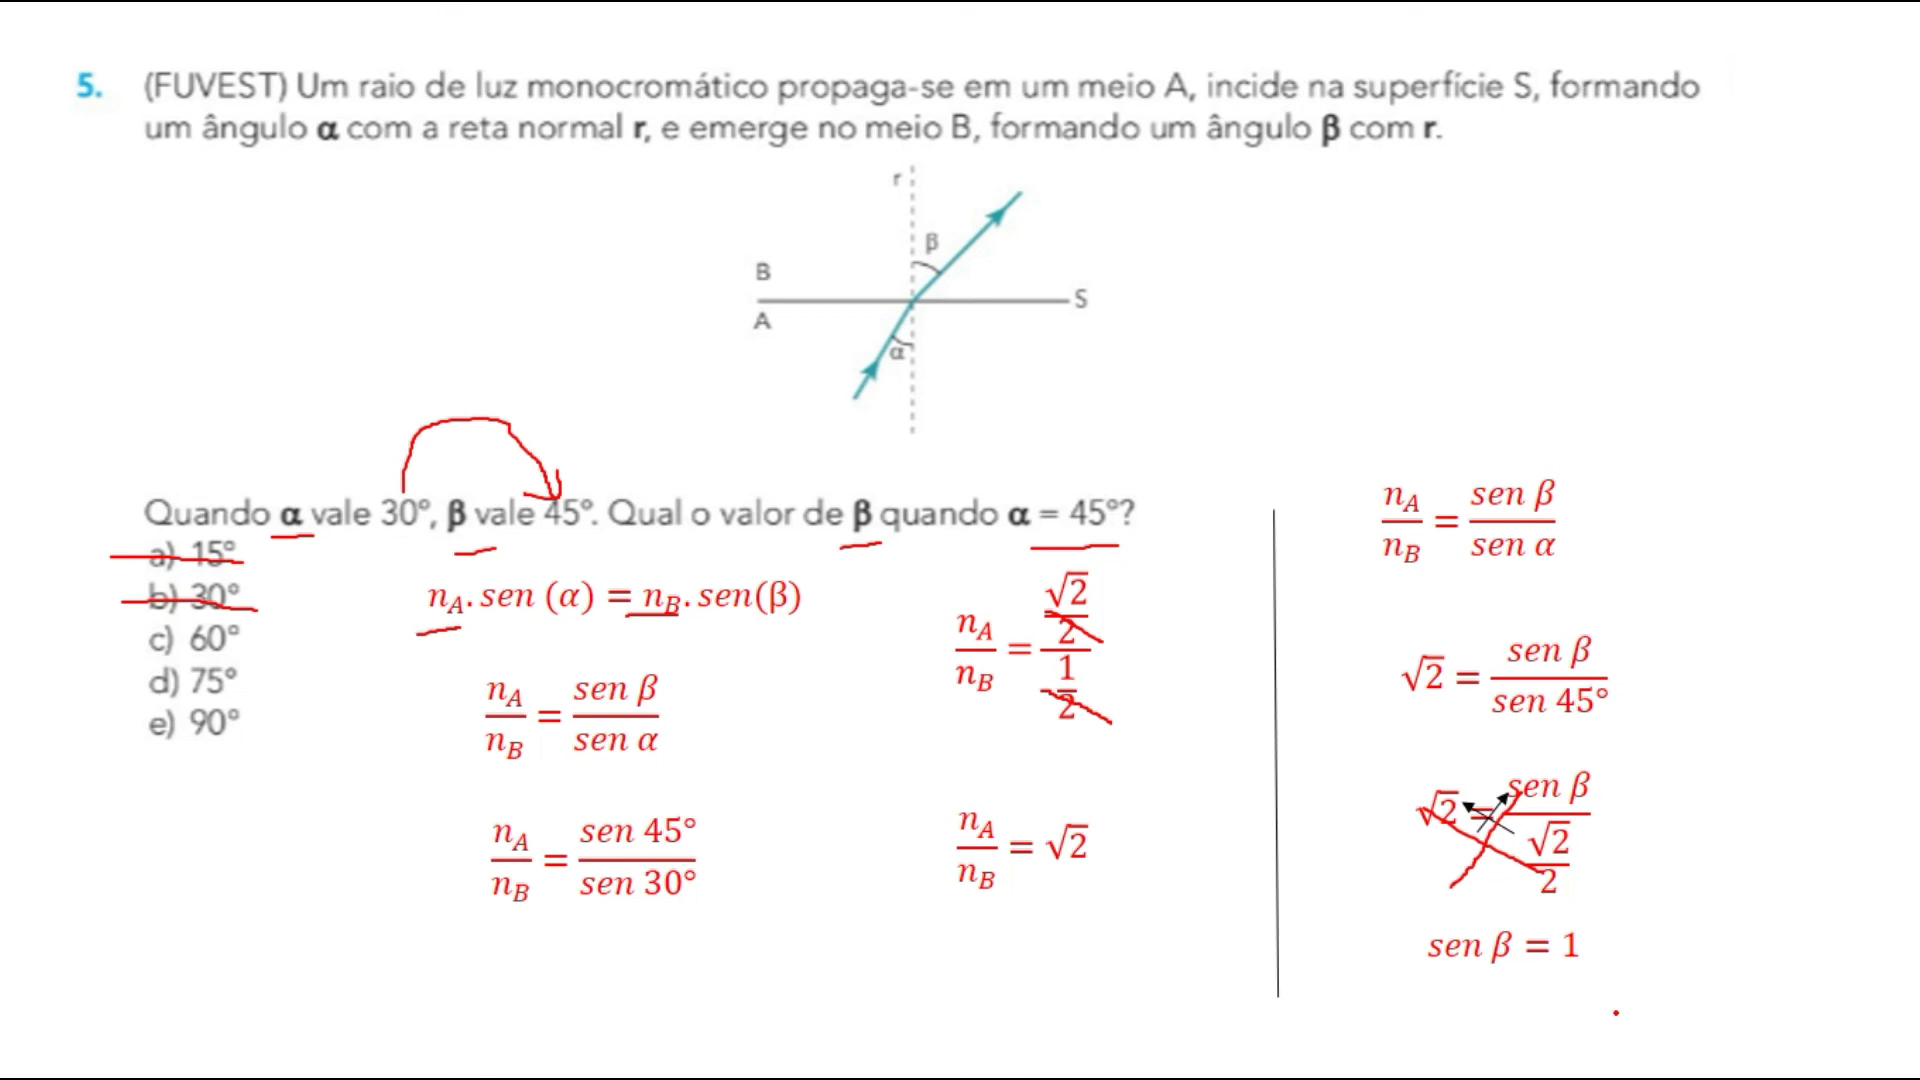 5. (FUVEST) Um raio de luz monocromático propaga-se em um meio A, incide na superfície S, formando
um ângulo α com a reta normal r, e emerge no meio B, formando um ângulo β com r.
r
β
B
S
A
α
Quando α vale 30°, β vale 45°. Qual o valor de β quando α = 45°?
a) 15°
b) 30°
c) 60°
d) 75°
e) 90°
n_A. sen (α) = n_B. sen(β)
n_A/n_B = sen β/sen α
n_A/n_B = sen 45°/sen 30°
n_A/n_B = (√2/2)/(1/2)
n_A/n_B = √2
n_A/n_B = sen β/sen α
√2 = sen β/sen 45°
√2 = sen β/(√2/2)
sen β = 1